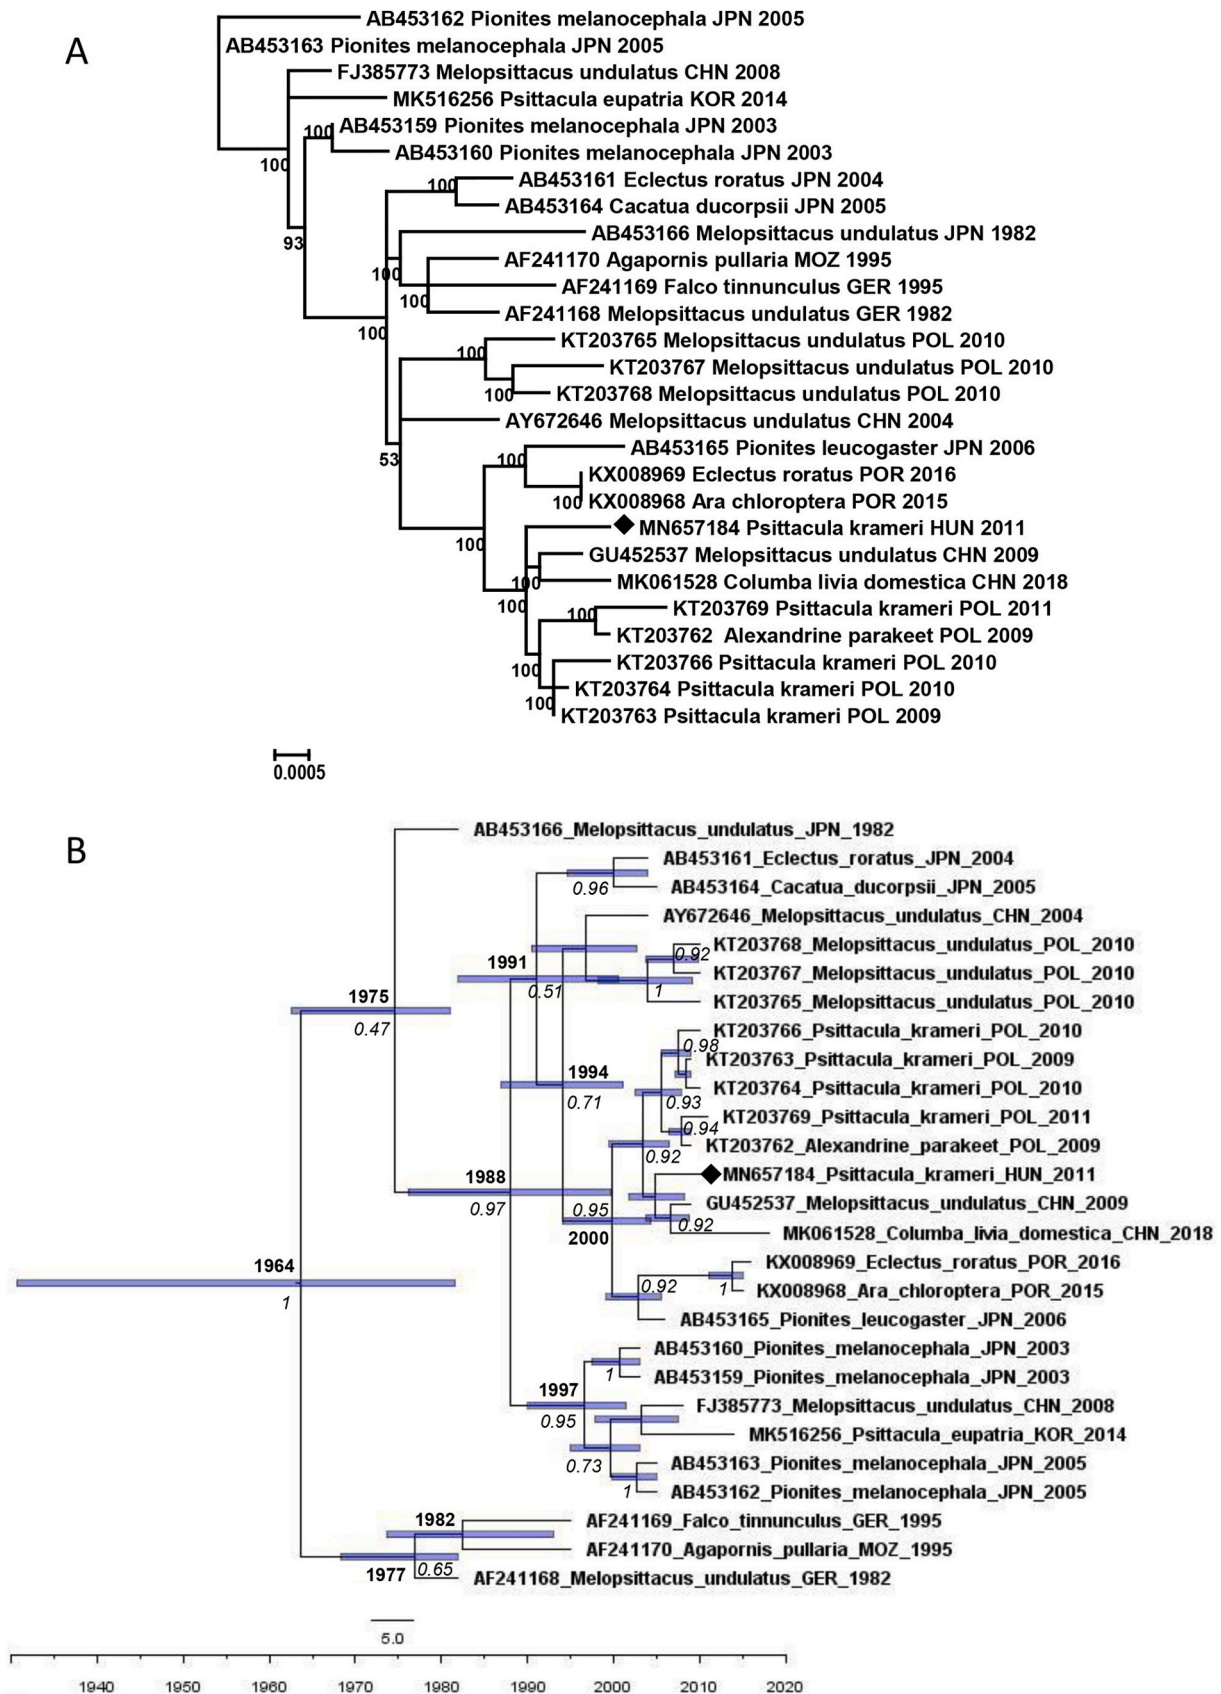 A
AB453162 Pionites melanocephala JPN 2005
AB453163 Pionites melanocephala JPN 2005
FJ385773 Melopsittacus undulatus CHN 2008
MK516256 Psittacula eupatria KOR 2014
100 AB453159 Pionites melanocephala JPN 2003
AB453160 Pionites melanocephala JPN 2003
100
100 AB453161 Eclectus roratus JPN 2004
AB453164 Cacatua ducorpsii JPN 2005
AB453166 Melopsittacus undulatus JPN 1982
93
AF241170 Agapornis pullaria MOZ 1995
100
AF241169 Falco tinnunculus GER 1995
100
AF241168 Melopsittacus undulatus GER 1982
100
KT203765 Melopsittacus undulatus POL 2010
100
KT203767 Melopsittacus undulatus POL 2010
100 KT203768 Melopsittacus undulatus POL 2010
AY672646 Melopsittacus undulatus CHN 2004
AB453165 Pionites leucogaster JPN 2006
53 100
KX008969 Eclectus roratus POR 2016
100 KX008968 Ara chloroptera POR 2015
MN657184 Psittacula krameri HUN 2011
100
GU452537 Melopsittacus undulatus CHN 2009
100 MK061528 Columba livia domestica CHN 2018
100 KT203769 Psittacula krameri POL 2011
100
KT203762 Alexandrine parakeet POL 2009
KT203766 Psittacula krameri POL 2010
100
KT203764 Psittacula krameri POL 2010
100
KT203763 Psittacula krameri POL 2009
0.0005
B
AB453166_Melopsittacus_undulatus_JPN_1982
AB453161_Eclectus_roratus_JPN_2004
0.96 AB453164_Cacatua_ducorpsii_JPN_2005
AY672646_Melopsittacus_undulatus_CHN_2004
KT203768_Melopsittacus_undulatus_POL_2010
0.92
1991
KT203767_Melopsittacus_undulatus_POL_2010
0.51 1
1975
KT203765_Melopsittacus_undulatus_POL_2010
0.47
KT203766_Psittacula_krameri_POL_2010
0.98
KT203763_Psittacula_krameri_POL_2009
1994
KT203764_Psittacula_krameri_POL_2010
0.71 0.93
KT203769_Psittacula_krameri_POL_2011
0.94
KT203762_Alexandrine_parakeet_POL_2009
0.92
1988
MN657184_Psittacula_krameri_HUN_2011
0.97 0.95
GU452537_Melopsittacus_undulatus_CHN_2009
0.92
2000
MK061528_Columba_livia_domestica_CHN_2018
1964
KX008969_Eclectus_roratus_POR_2016
0.92 1
KX008968_Ara_chloroptera_POR_2015
1
AB453165_Pionites_leucogaster_JPN_2006
AB453160_Pionites_melanocephala_JPN_2003
1
AB453159_Pionites_melanocephala_JPN_2003
1997
FJ385773_Melopsittacus_undulatus_CHN_2008
0.95
MK516256_Psittacula_eupatria_KOR_2014
AB453163_Pionites_melanocephala_JPN_2005
0.73
1 AB453162_Pionites_melanocephala_JPN_2005
1982
AF241169_Falco_tinnunculus_GER_1995
AF241170_Agapornis_pullaria_MOZ_1995
1977 0.65
AF241168_Melopsittacus_undulatus_GER_1982
5.0
1940 1950 1960 1970 1980 1990 2000 2010 2020